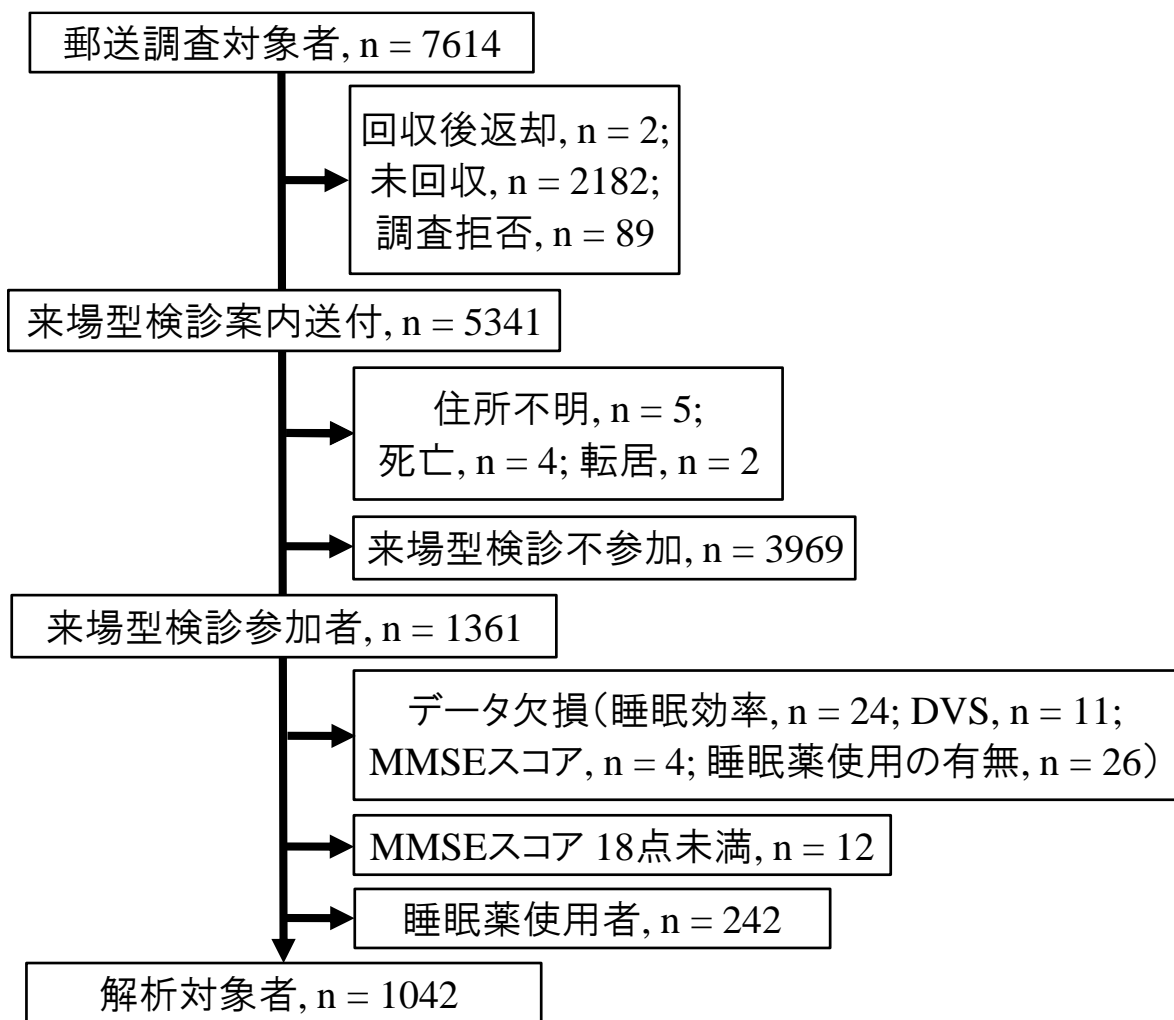 郵送調査対象者, n = 7614
回収後返却, n = 2;
未回収, n = 2182;
調査拒否, n = 89
来場型検診案内送付, n = 5341
住所不明, n = 5;
死亡, n = 4; 転居, n = 2
来場型検診不参加, n = 3969
来場型検診参加者, n = 1361
データ欠損（睡眠効率, n = 24; DVS, n = 11;
MMSEスコア, n = 4; 睡眠薬使用の有無, n = 26）
MMSEスコア 18点未満, n = 12
睡眠薬使用者, n = 242
解析対象者, n = 1042